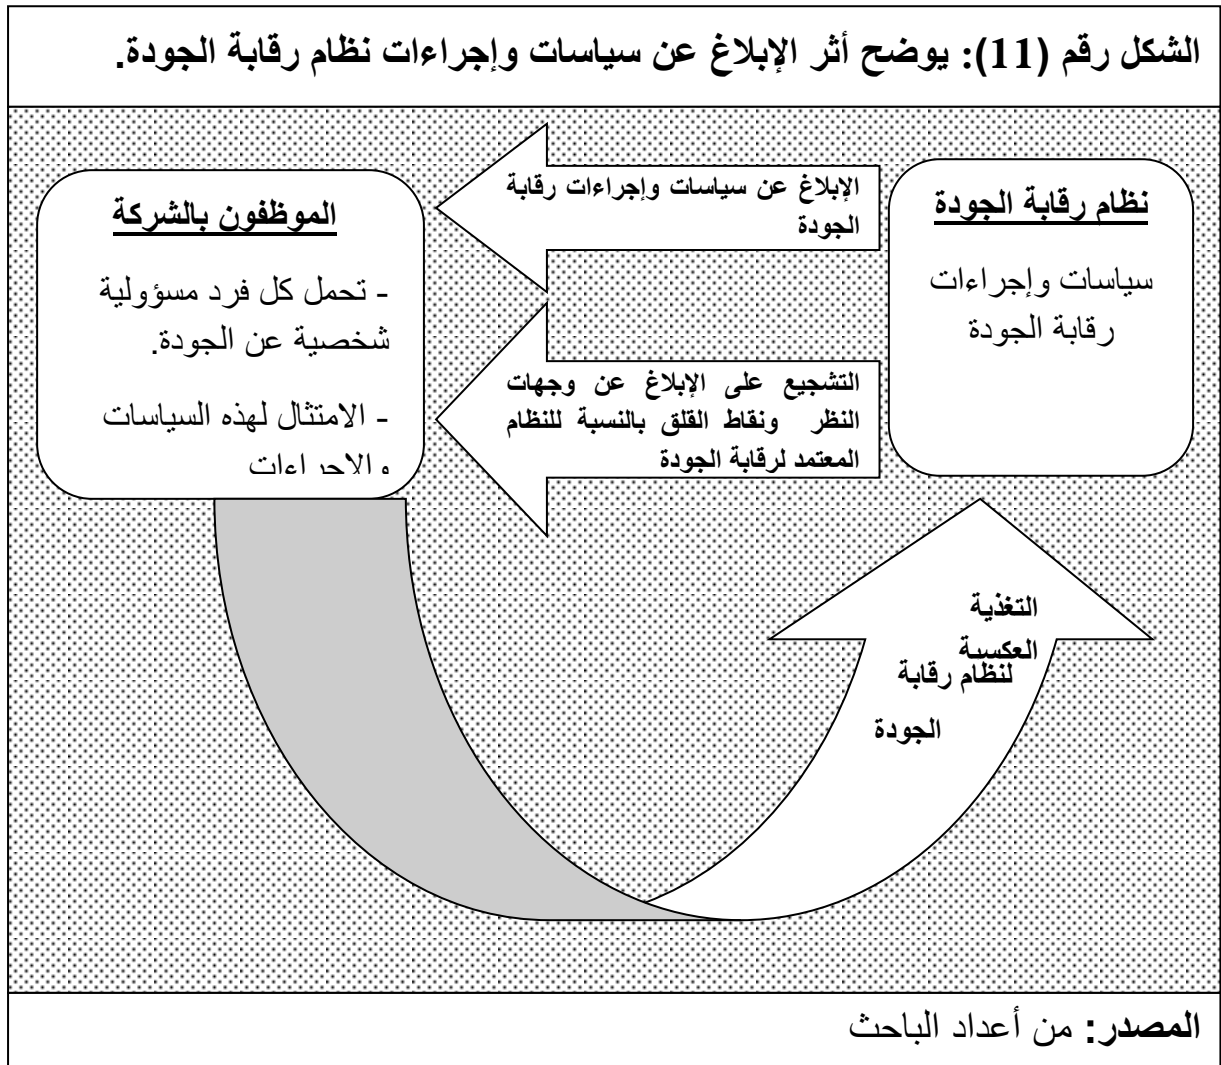 الشكل رقم (11): يوضح أثر الإبلاغ عن سياسات وإجراءات نظام رقابة الجودة.
نظام رقابة الجودة
سياسات وإجراءات
رقابة الجودة
الإبلاغ عن سياسات وإجراءات رقابة
الجودة
التشجيع على الإبلاغ عن وجهات
النظر ونقاط القلق بالنسبة للنظام
المعتمد لرقابة الجودة
الموظفون بالشركة
- تحمل كل فرد مسؤولية
شخصية عن الجودة.
- الامتثال لهذه السياسات
والاجراءات
التغذية
العكسية
لنظام رقابة
الجودة
المصدر: من أعداد الباحث